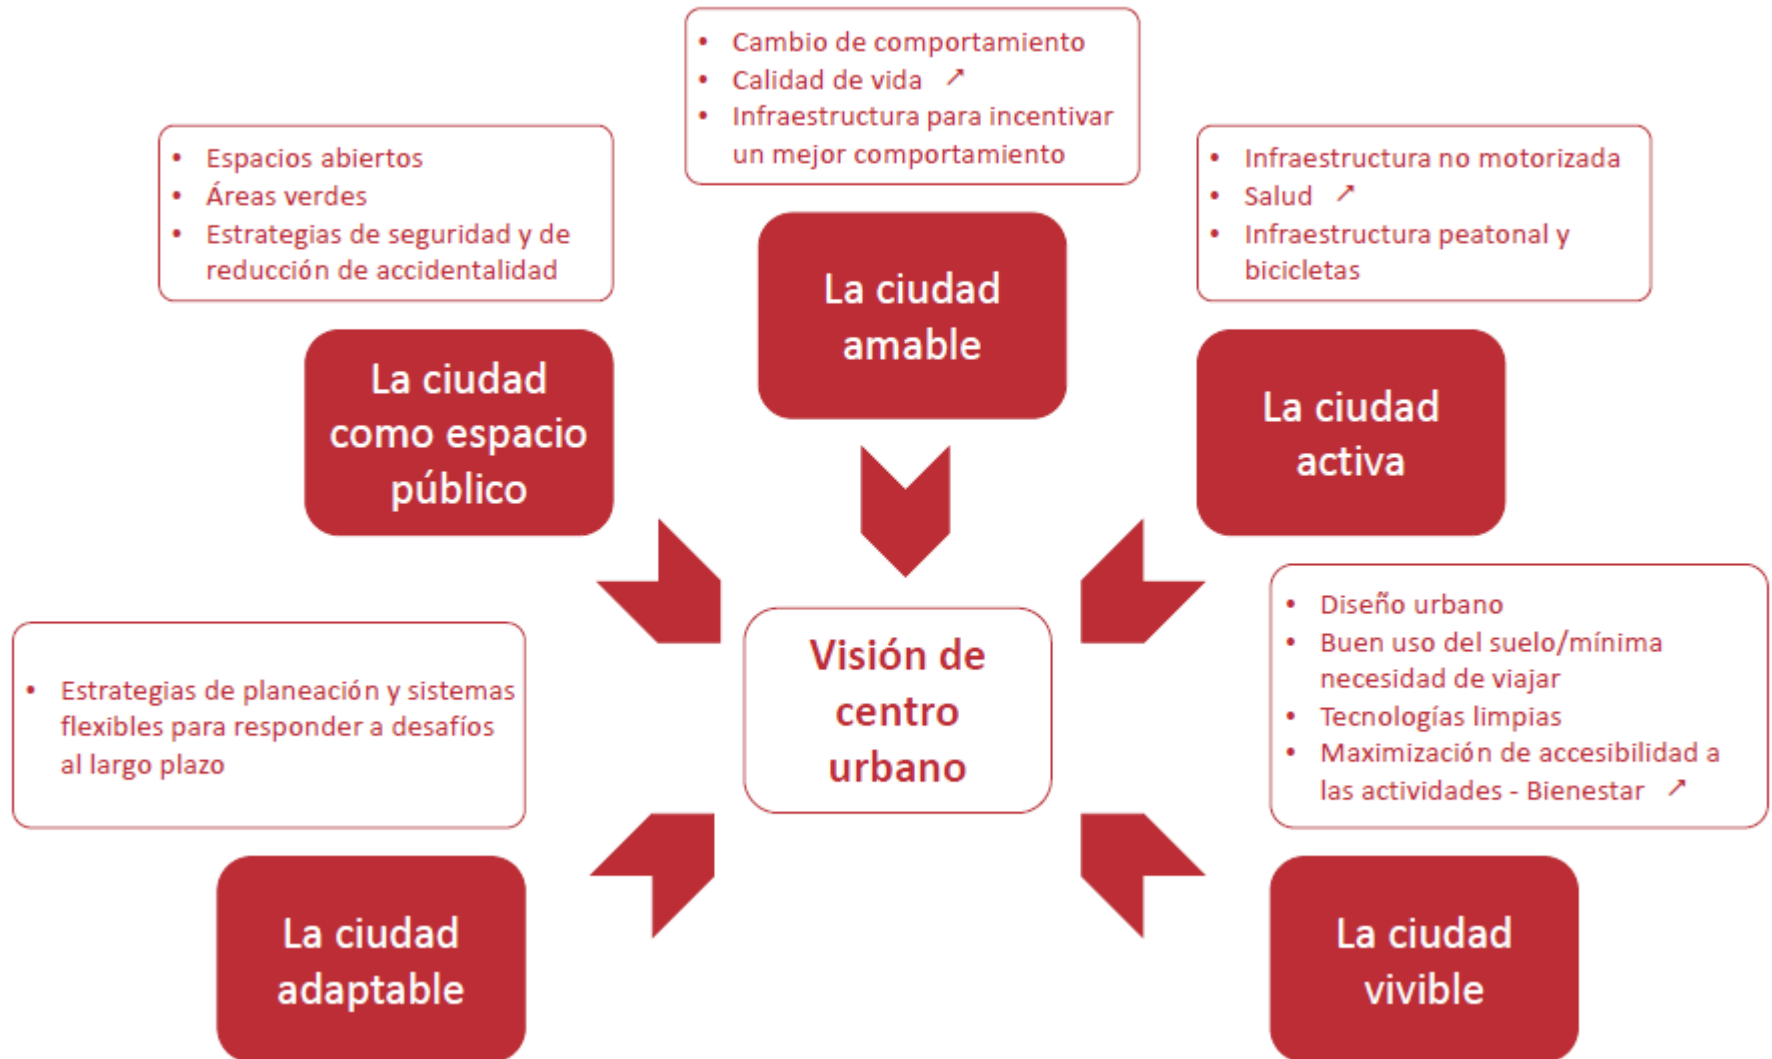 • Cambio de comportamiento
• Calidad de vida ↗
• Infraestructura para incentivar
un mejor comportamiento
• Espacios abiertos
• Áreas verdes
• Estrategias de seguridad y de
reducción de accidentalidad
• Infraestructura no motorizada
• Salud ↗
• Infraestructura peatonal y
bicicletas
La ciudad
amable
La ciudad
como espacio
público
La ciudad
activa
• Estrategias de planeación y sistemas
flexibles para responder a desafíos
al largo plazo
Visión de
centro
urbano
• Diseño urbano
• Buen uso del suelo/mínima
necesidad de viajar
• Tecnologías limpias
• Maximización de accesibilidad a
las actividades - Bienestar ↗
La ciudad
adaptable
La ciudad
vivible